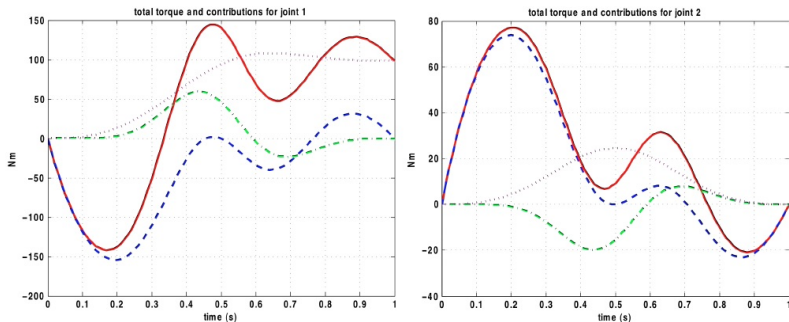 total torque and contributions for joint 1
Nm
150
100
50
0
−50
−100
−150
−200
0 0.1 0.2 0.3 0.4 0.5 0.6 0.7 0.8 0.9 1
time (s)
total torque and contributions for joint 2
Nm
80
60
40
20
0
−20
−40
0 0.1 0.2 0.3 0.4 0.5 0.6 0.7 0.8 0.9 1
time (s)